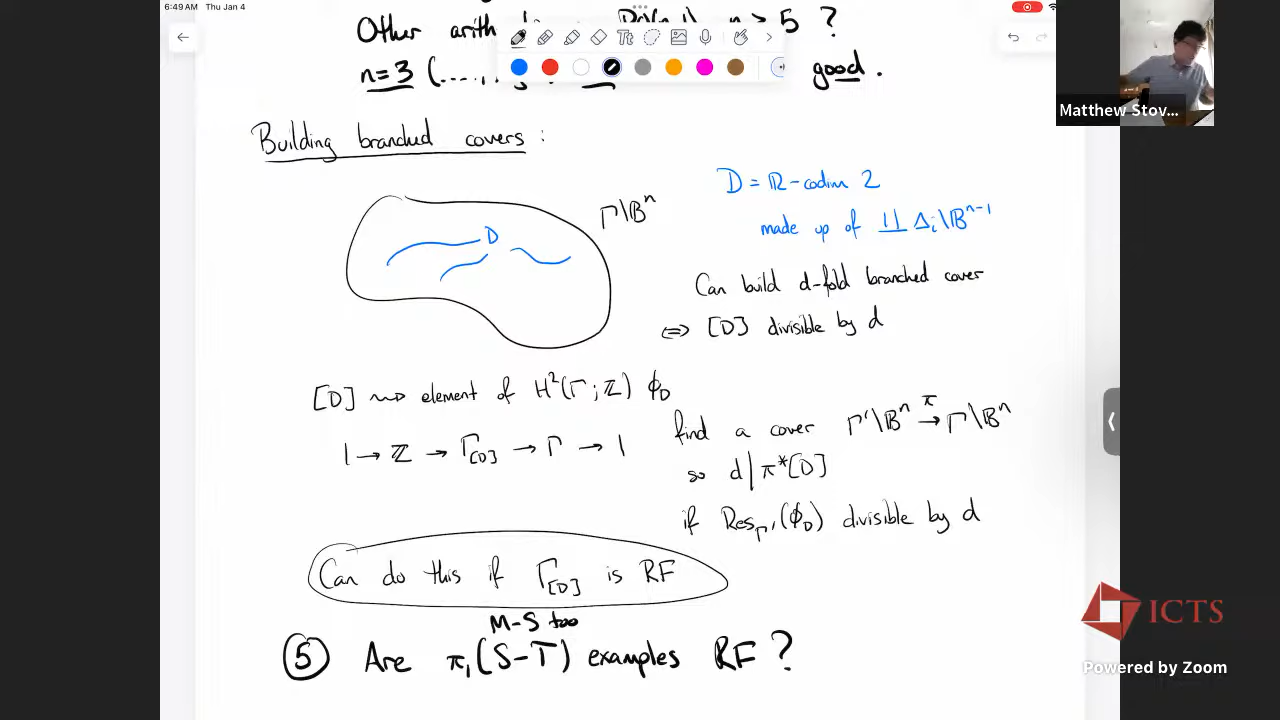 6:49 AM Thu Jan 4
Other arith
n ≥ 5 ?
n=3 (....,
good.
Matthew Stov...
Building branched covers :
D
Γ\𝔹ⁿ
D = ℝ-codim 2
made up of ∐ Δᵢ\𝔹ⁿ⁻¹
Can build d-fold branched cover
⇔ [D] divisible by d
[D] ⇝ element of H²(Γ; ℤ) ϕ_D
1 → ℤ → Γ_[D] → Γ → 1
find a cover Γ'\𝔹ⁿ →^π Γ\𝔹ⁿ
so d | π*[D]
if Res_Γ'(ϕ_D) divisible by d
Can do this if Γ_[D] is RF
M-S too
⑤ Are π₁(S-T) examples RF ?
ICTS
Powered by Zoom